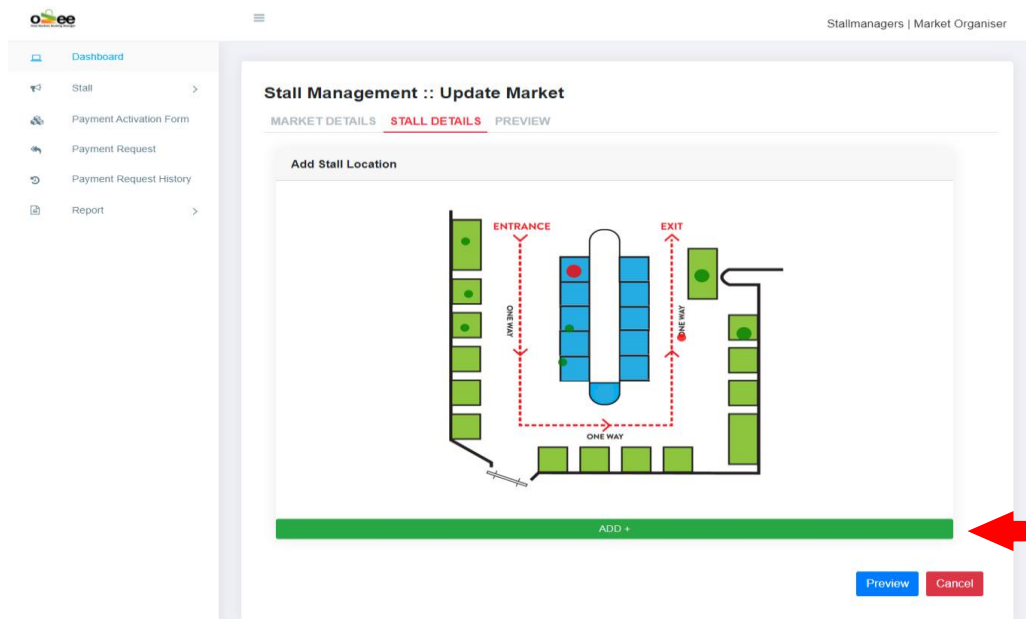 Stallmanagers | Market Organiser
Dashboard
Stall
Payment Activation Form
Payment Request
Payment Request History
Report
Stall Management :: Update Market
MARKET DETAILS STALL DETAILS PREVIEW
Add Stall Location
ENTRANCE EXIT
ONE WAY
ONE WAY
ONE WAY
ADD +
Preview Cancel